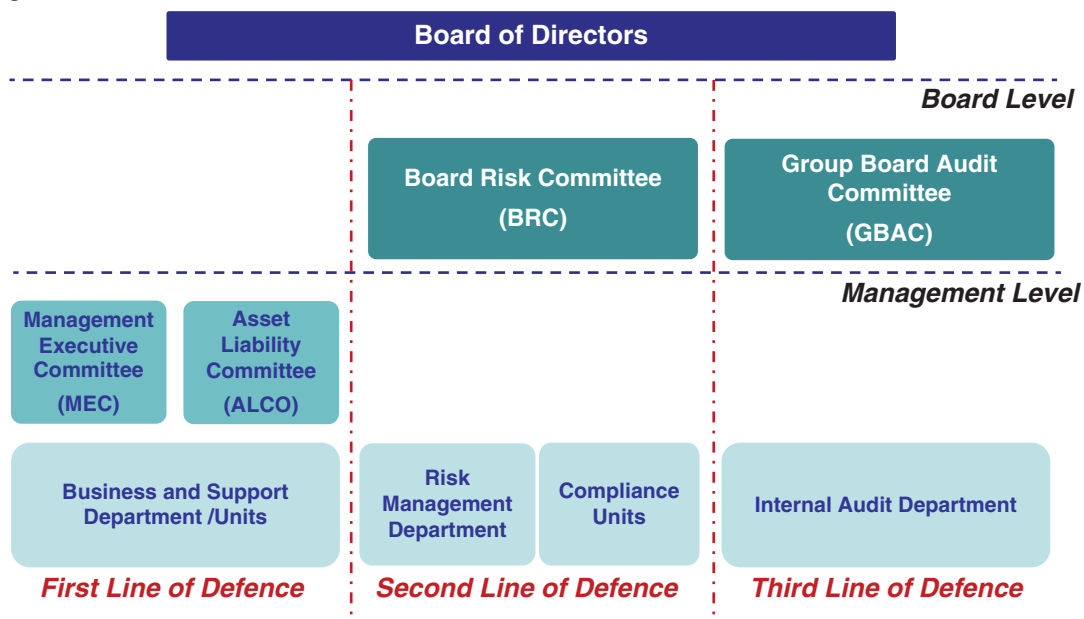 Board of Directors
Board Level
Board Risk Committee
(BRC)
Group Board Audit
Committee
(GBAC)
Management Level
Management
Executive
Committee
(MEC)
Asset
Liability
Committee
(ALCO)
Business and Support
Department /Units
Risk
Management
Department
Compliance
Units
Internal Audit Department
First Line of Defence
Second Line of Defence
Third Line of Defence